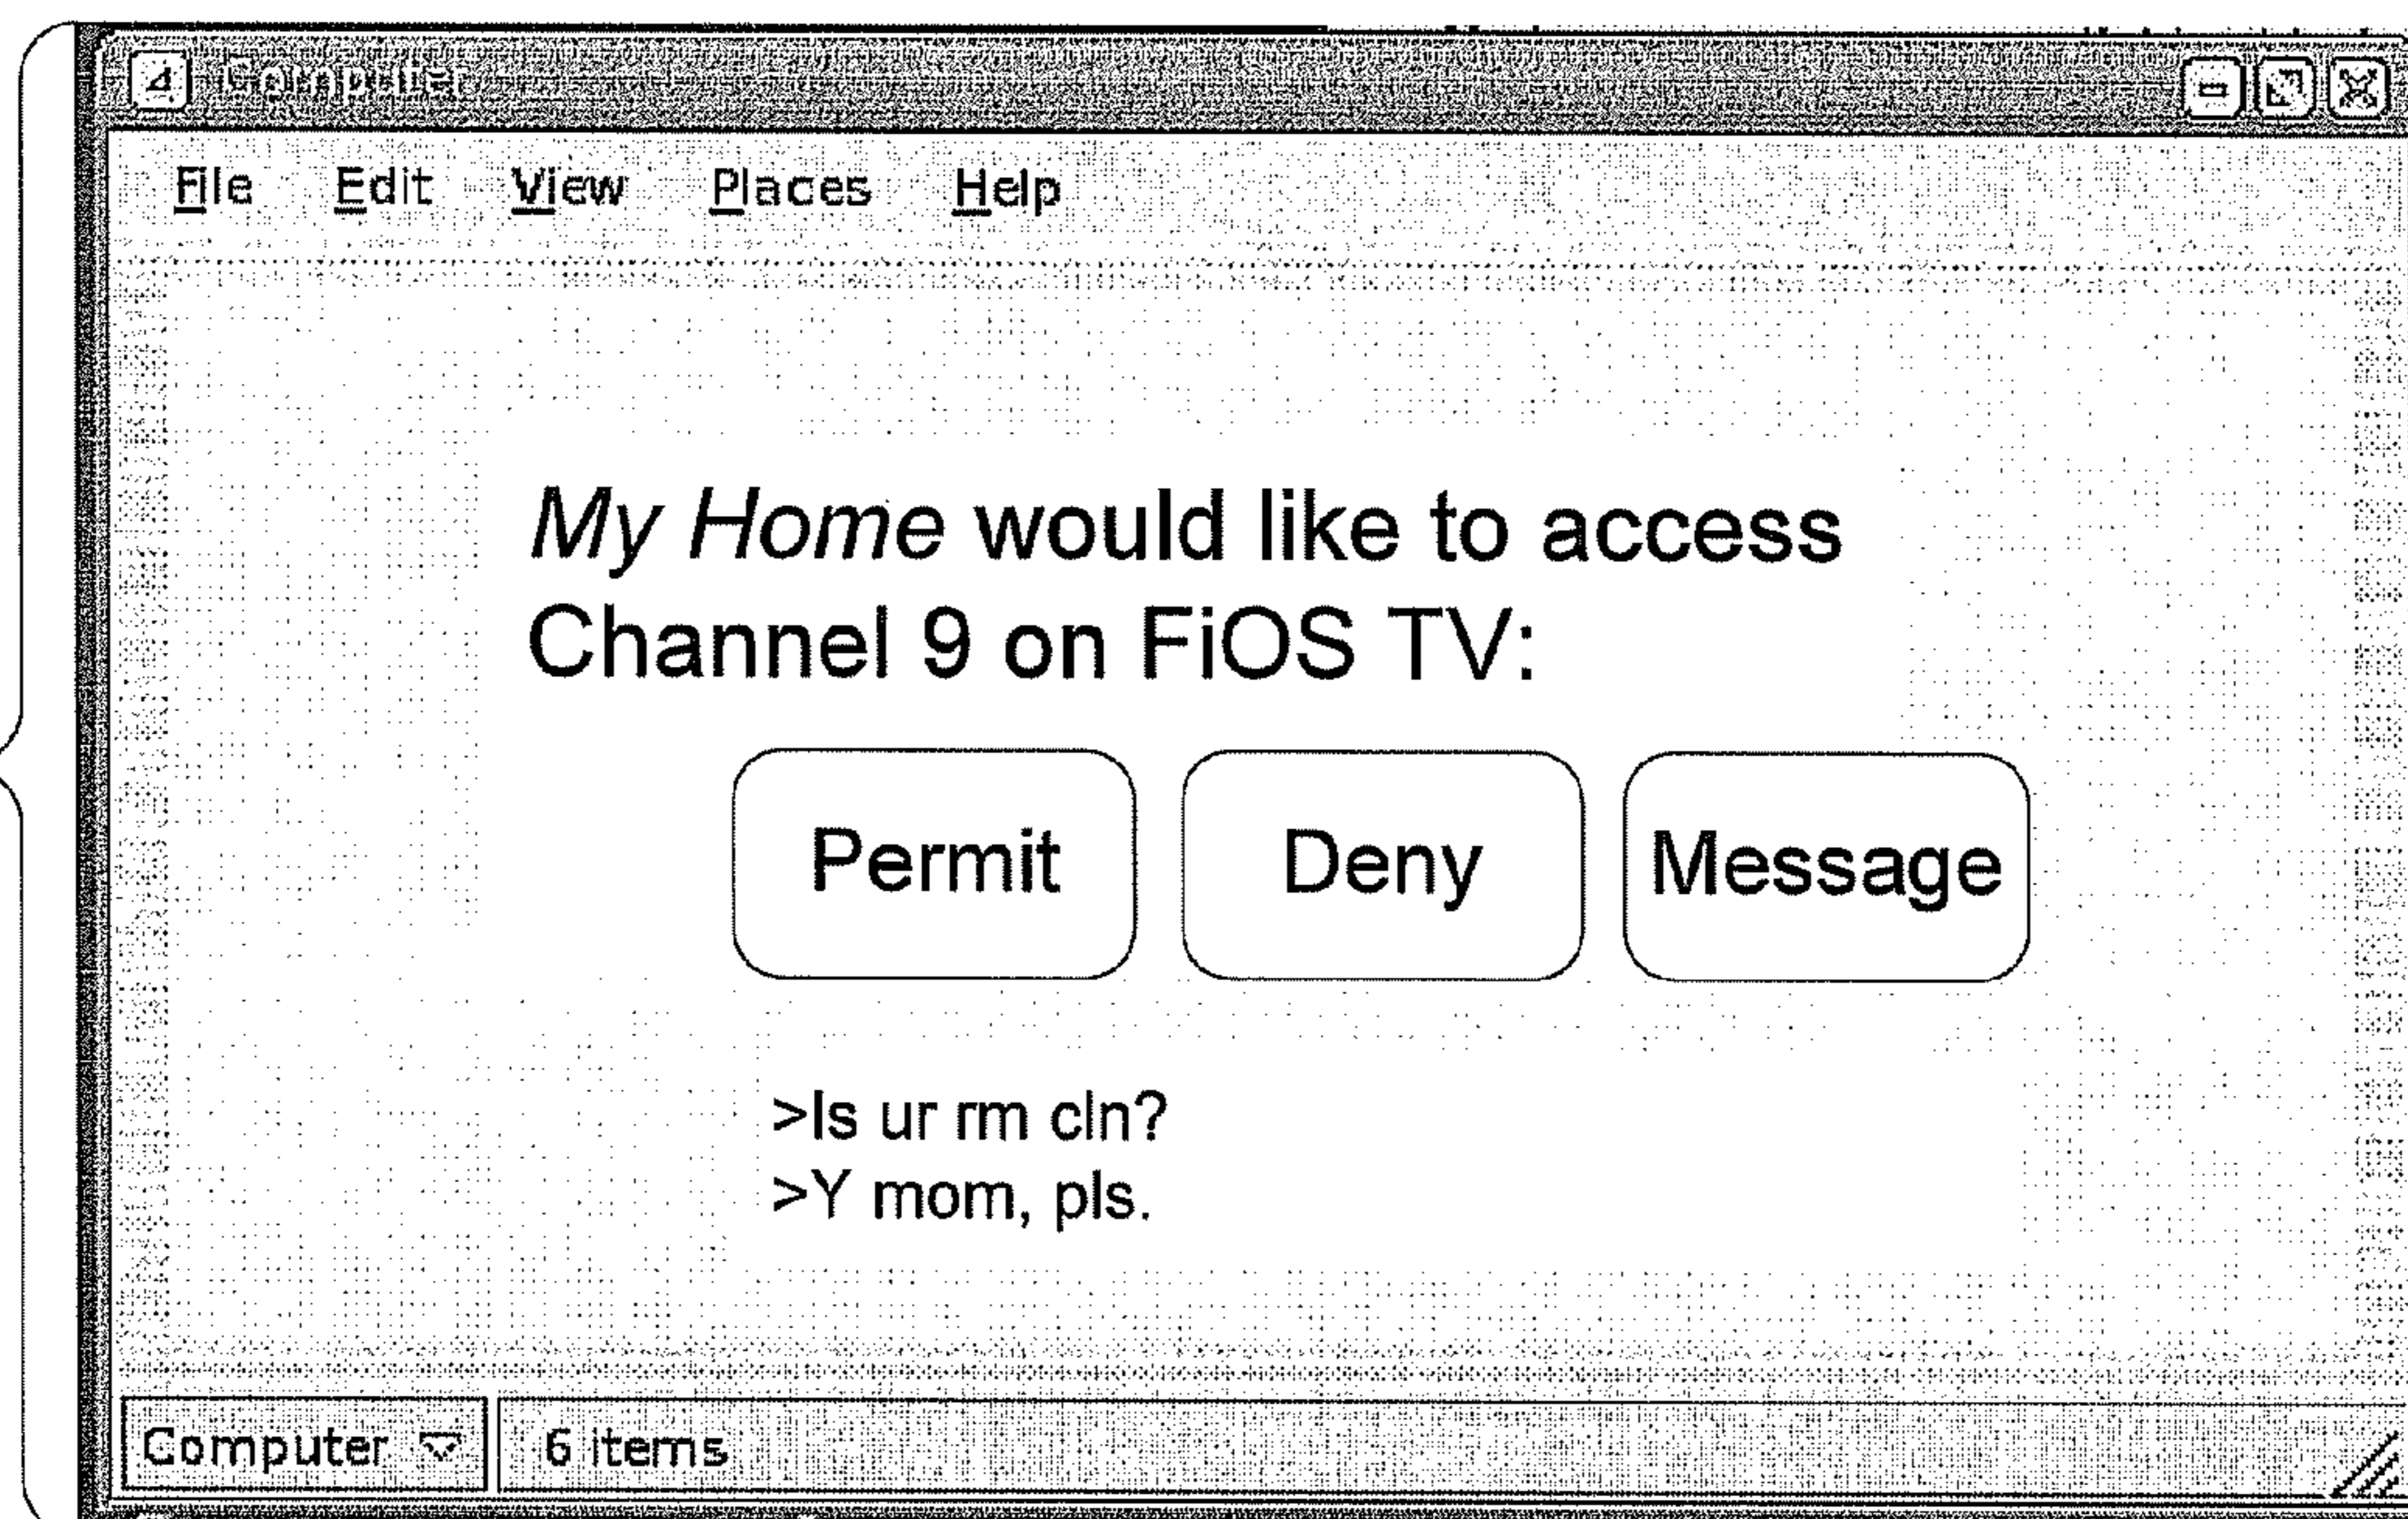 Computer
File Edit View Places Help
My Home would like to access
Channel 9 on FiOS TV:
Permit Deny Message
>Is ur rm cln?
>Y mom, pls.
Computer 6 items